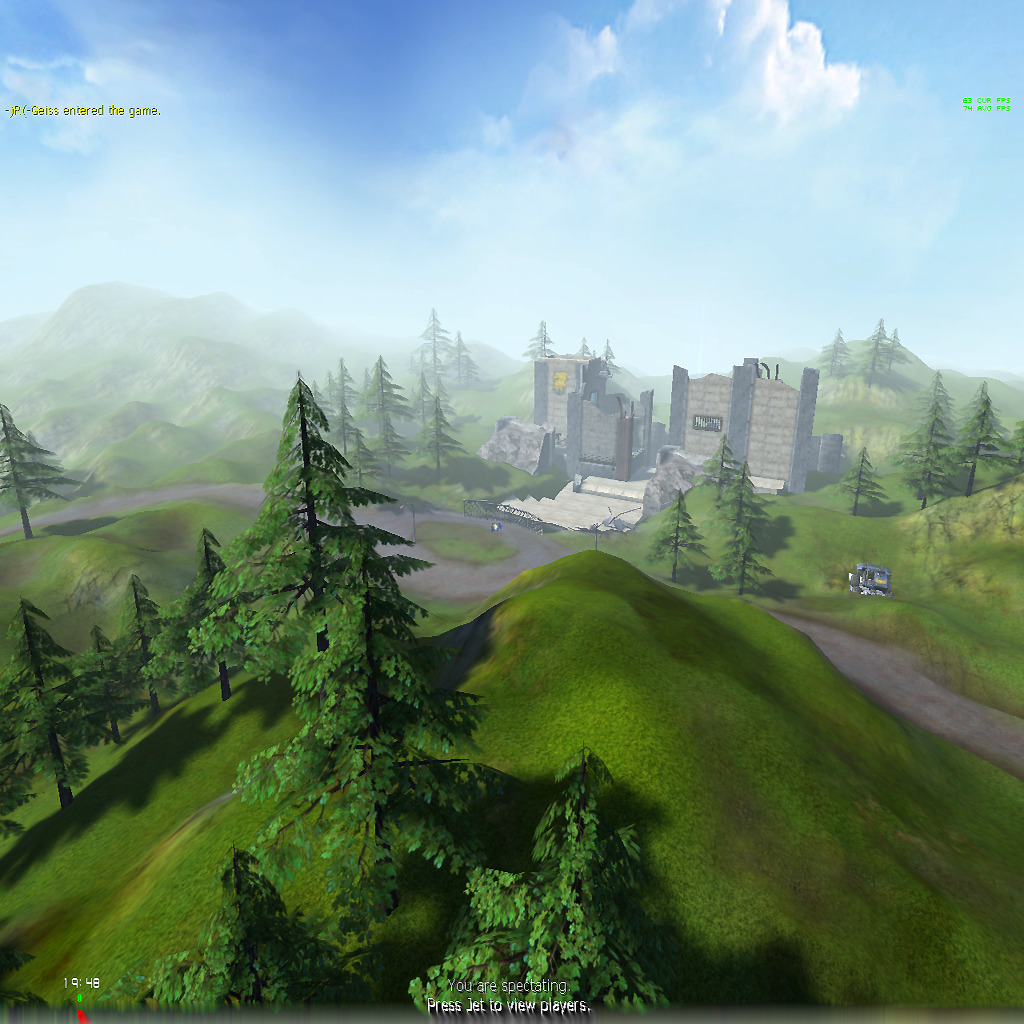 -)P.(-Geiss entered the game.
63 CUR FPS
74 AVG FPS
19:48
You are spectating.
Press Jet to view players.